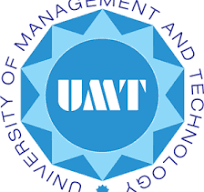 UNIVERSITY OF MANAGEMENT AND TECHNOLOGY
UMT